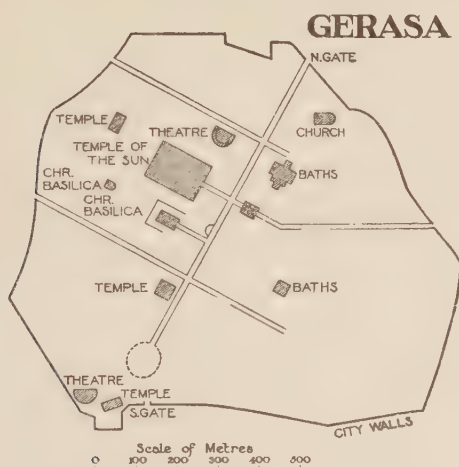 GERASA
N.GATE
TEMPLE
THEATRE
CHURCH
TEMPLE OF
THE SUN
BATHS
CHR.
BASILICA
CHR.
BASILICA
TEMPLE
BATHS
THEATRE
TEMPLE
S.GATE
CITY WALLS
Scale of Metres
0 100 200 300 400 500